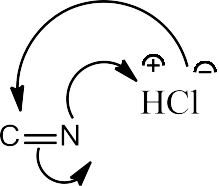 ⊕ ⊖
HCl
C=N